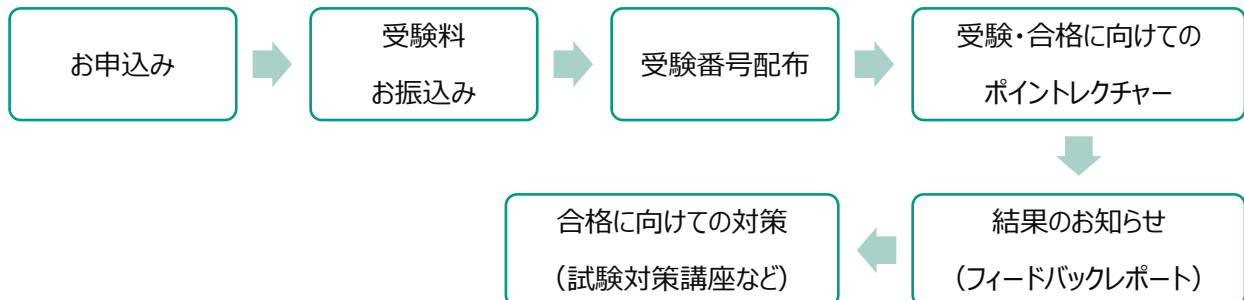 お申込み
受験料
お振込み
受験番号配布
受験・合格に向けての
ポイントレクチャー
結果のお知らせ
（フィードバックレポート）
合格に向けての対策
（試験対策講座など）